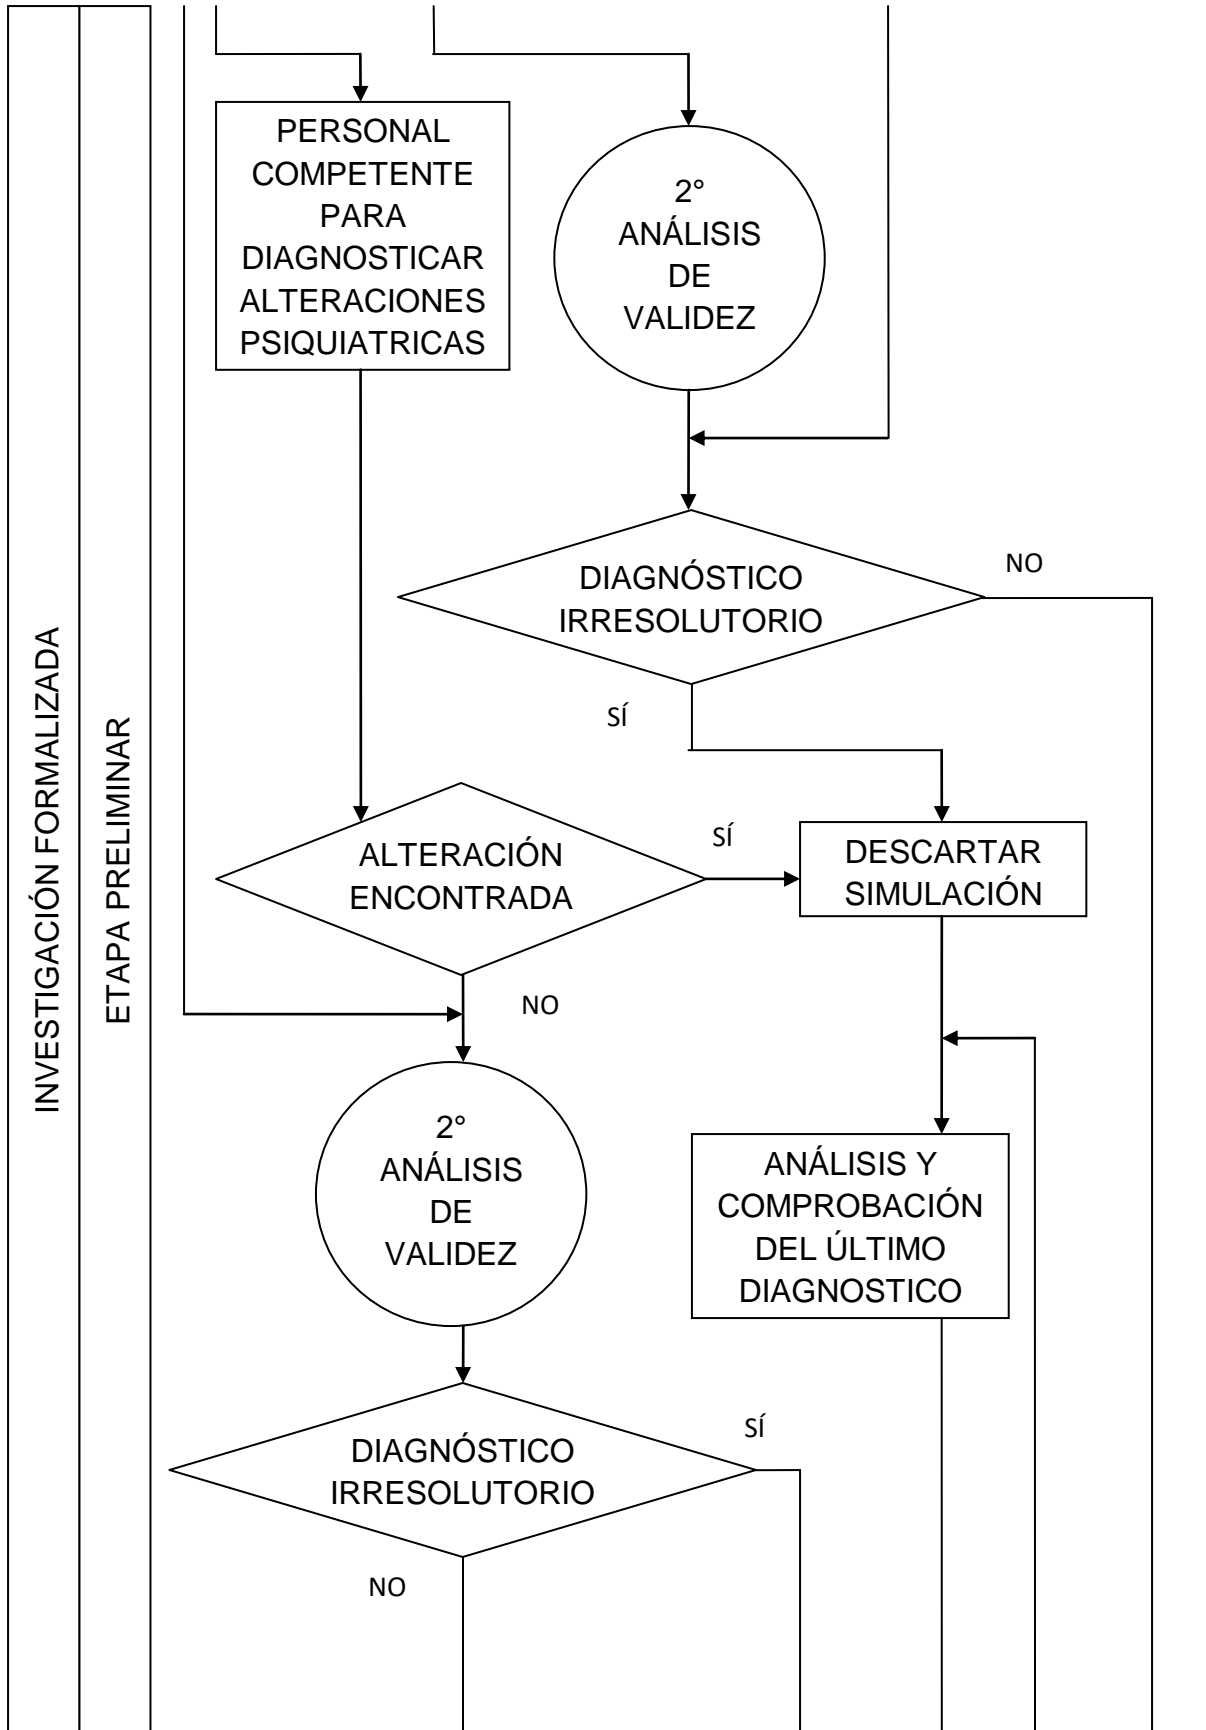 INVESTIGACIÓN FORMALIZADA
ETAPA PRELIMINAR
PERSONAL
COMPETENTE
PARA
DIAGNOSTICAR
ALTERACIONES
PSIQUIATRICAS
2°
ANÁLISIS
DE
VALIDEZ
DIAGNÓSTICO
IRRESOLUTORIO
NO
SÍ
ALTERACIÓN
ENCONTRADA
SÍ
DESCARTAR
SIMULACIÓN
NO
2°
ANÁLISIS
DE
VALIDEZ
ANÁLISIS Y
COMPROBACIÓN
DEL ÚLTIMO
DIAGNOSTICO
DIAGNÓSTICO
IRRESOLUTORIO
SÍ
NO